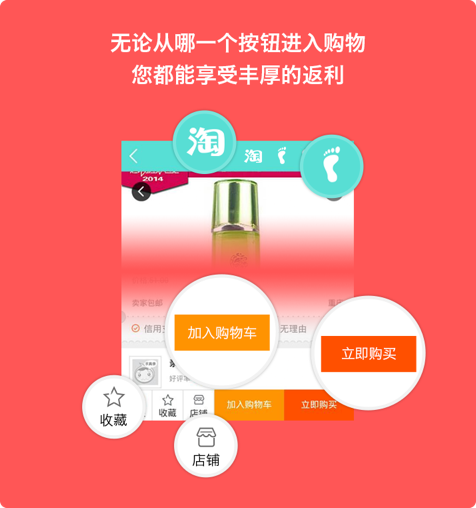 无论从哪一个按钮进入购物
您都能享受丰厚的返利
淘
淘
2014
卖家包邮
加入购物车
无理由
立即购买
好评率
收藏
收藏
店铺
加入购物车
立即购买
店铺